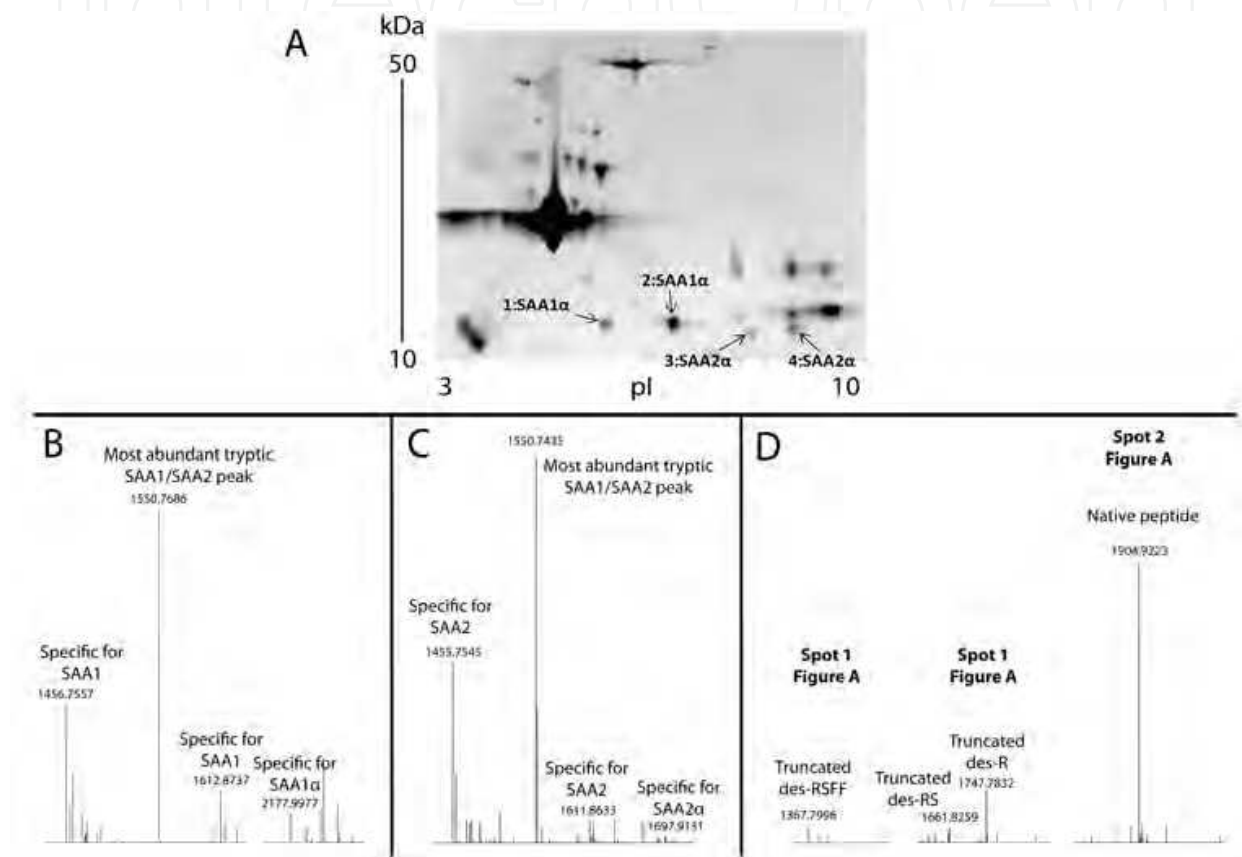 A
kDa
50
10
1:SAA1α
2:SAA1α
3:SAA2α
4:SAA2α
3
pI
10
B
Most abundant tryptic
SAA1/SAA2 peak
1550.7686
Specific for
SAA1
1456.7557
Specific for
SAA1
1612.8737
Specific for
SAA1α
2177.9977
C
1550.7435
Most abundant tryptic
SAA1/SAA2 peak
Specific for
SAA2
1455.7545
Specific for
SAA2
1611.8633
Specific for
SAA2α
1697.9131
D
Spot 2
Figure A
Native peptide
1904.9223
Spot 1
Figure A
Spot 1
Figure A
Truncated
des-RSFF
1367.7996
Truncated
des-RS
1661.8259
Truncated
des-R
1747.7832